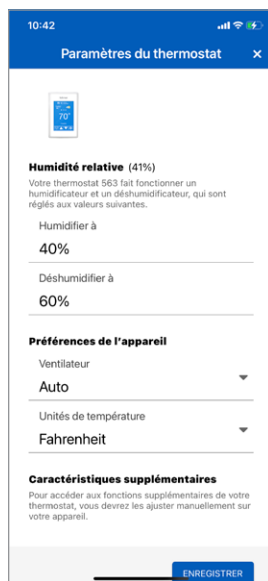 10:42
Paramètres du thermostat ×
70°
Humidité relative (41%)
Votre thermostat 563 fait fonctionner un
humidificateur et un déshumidificateur, qui sont
réglés aux valeurs suivantes.
Humidifier à
40%
Déshumidifier à
60%
Préférences de l'appareil
Ventilateur
Auto
Unités de température
Fahrenheit
Caractéristiques supplémentaires
Pour accéder aux fonctions supplémentaires de votre
thermostat, vous devrez les ajuster manuellement sur
votre appareil.
ENREGISTRER